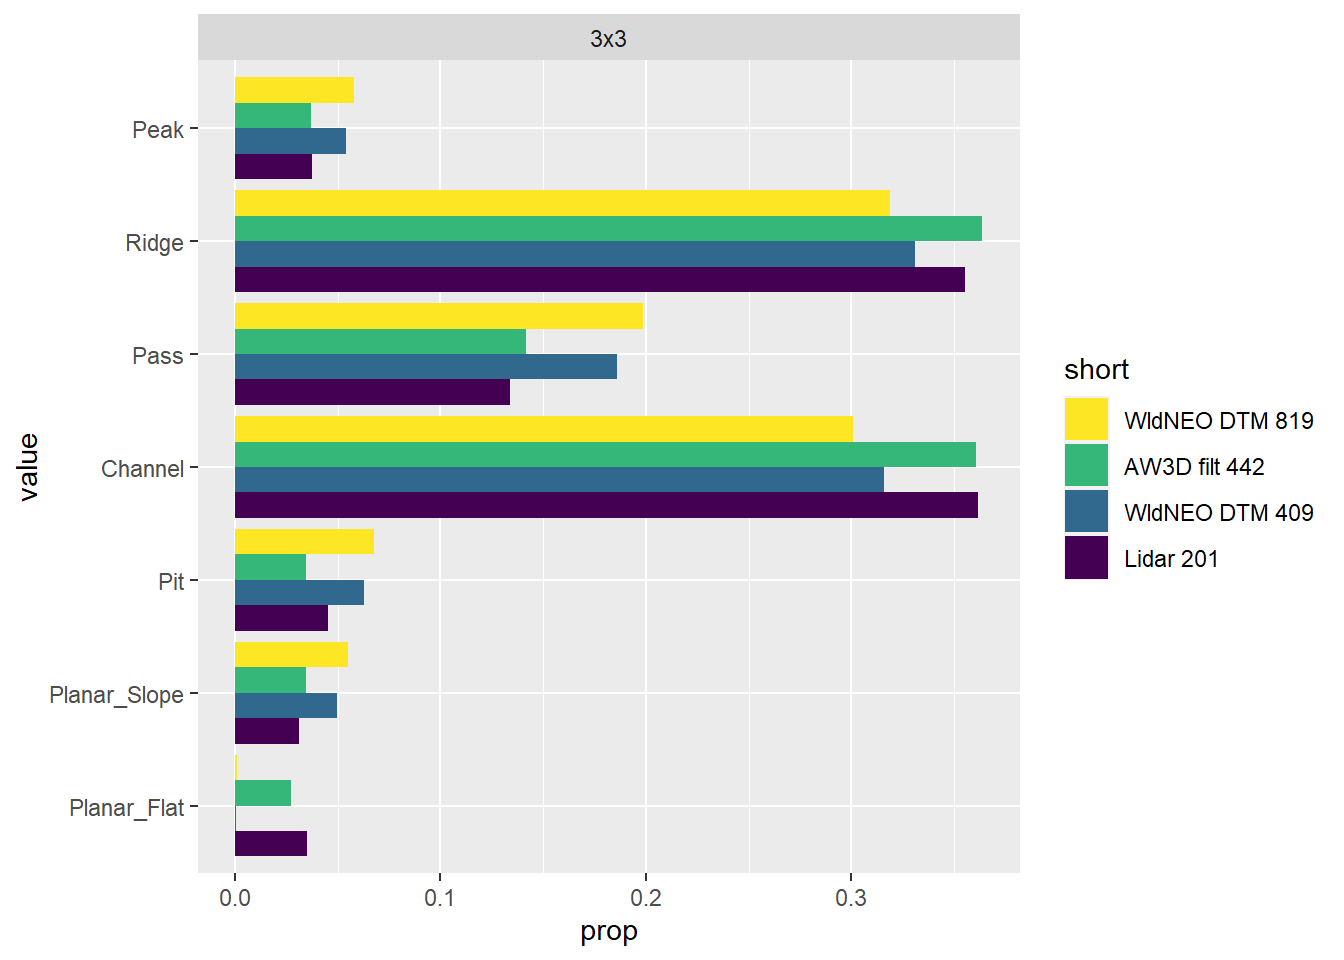 3x3
Peak
Ridge
Pass
Channel
Pit
Planar_Slope
Planar_Flat
value
0.0 0.1 0.2 0.3
prop
short
WldNEO DTM 819
AW3D filt 442
WldNEO DTM 409
Lidar 201